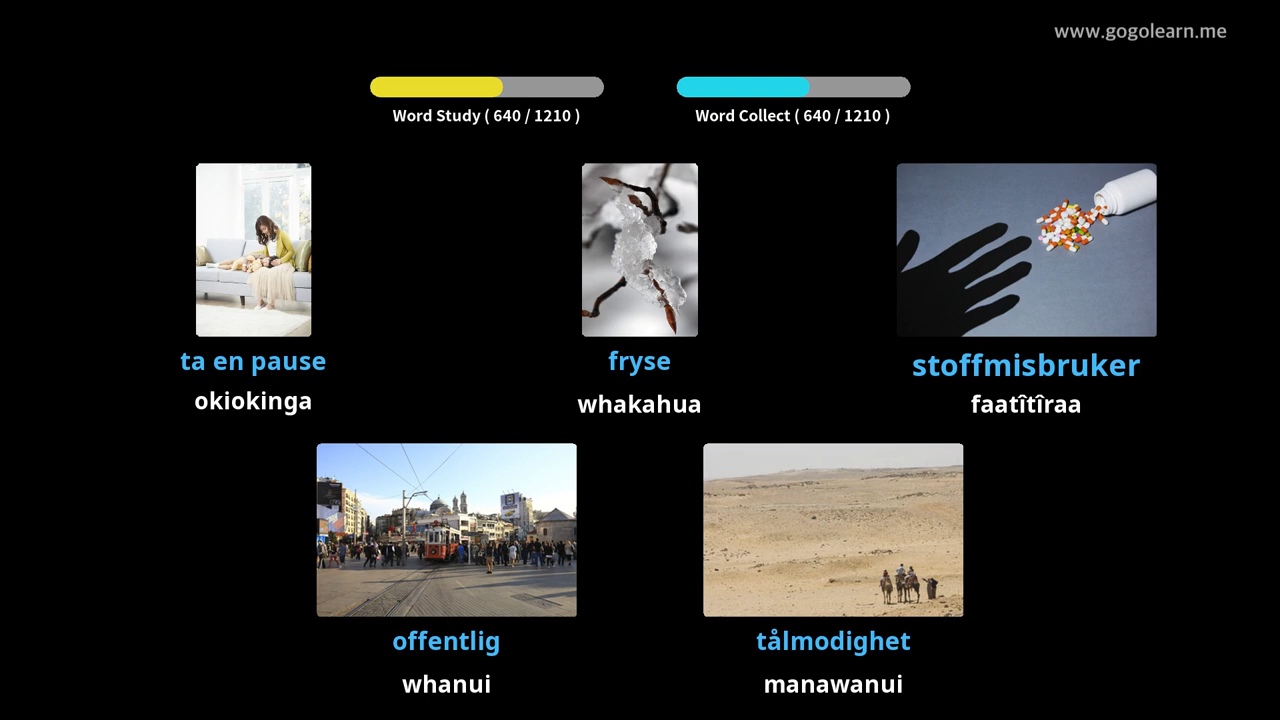 www.gogolearn.me
Word Study ( 640 / 1210 )
Word Collect ( 640 / 1210 )
ta en pause
okiokinga
fryse
whakahua
stoffmisbruker
faatîtîraa
offentlig
whanui
tålmodighet
manawanui